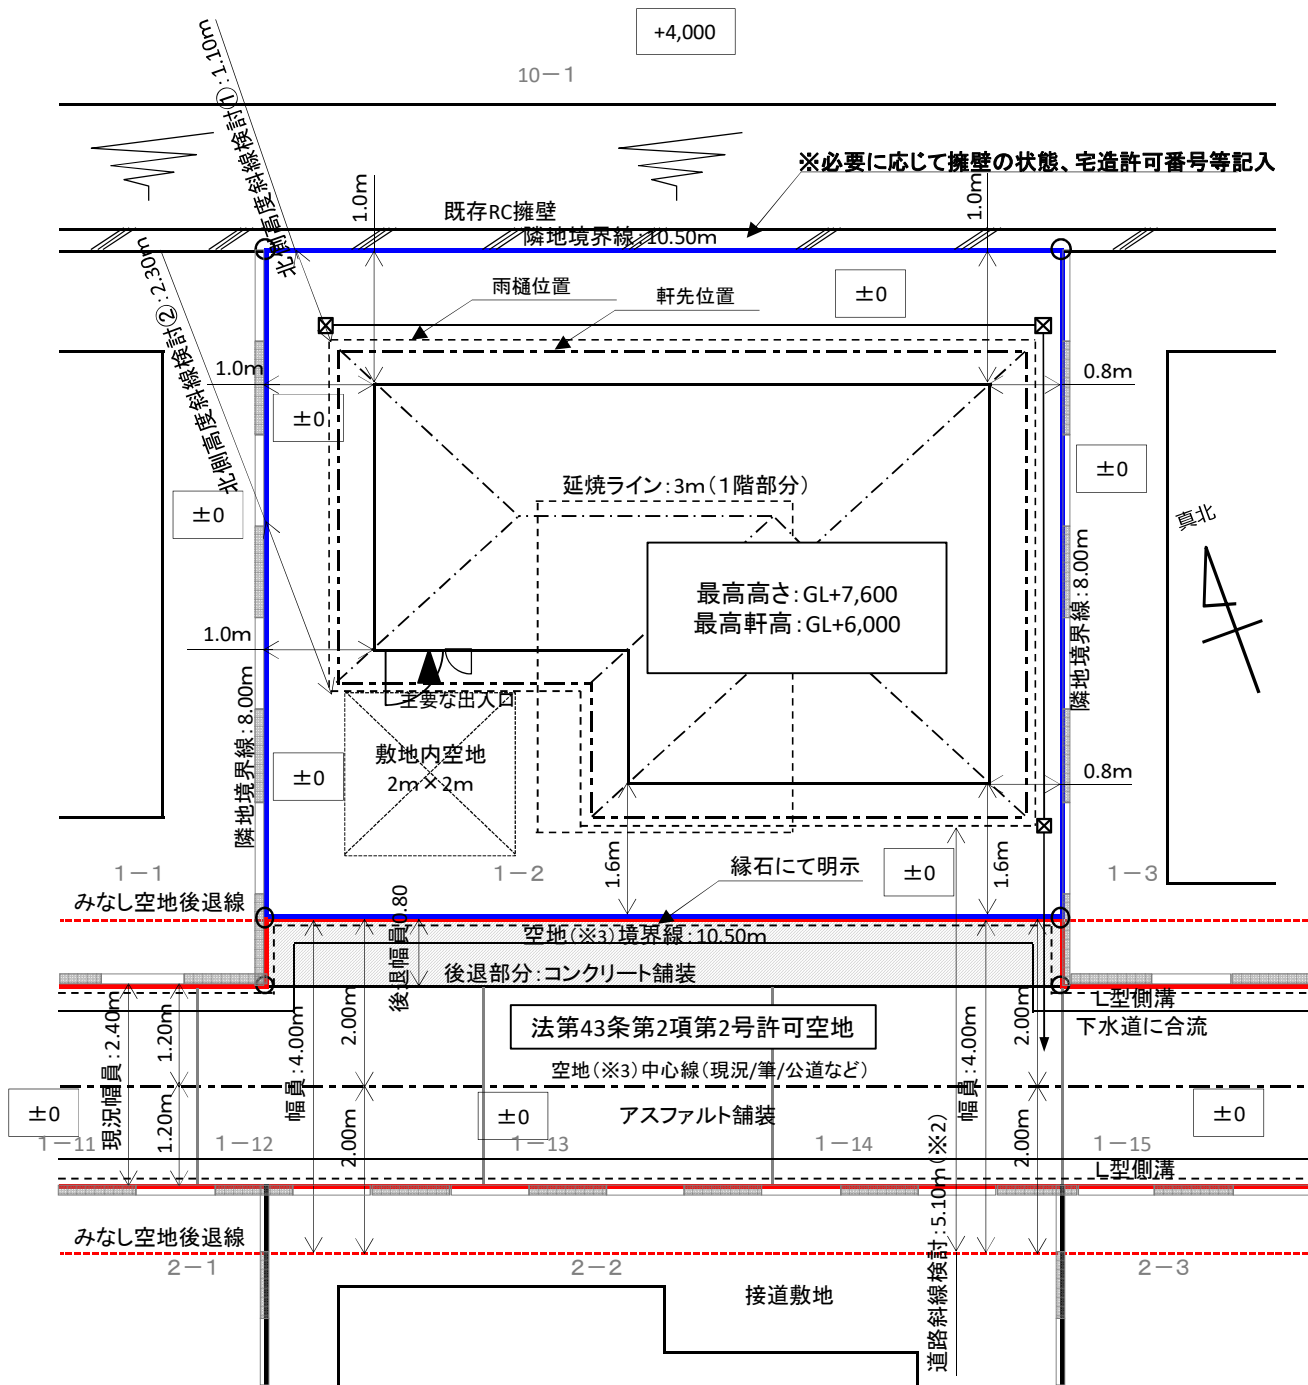 +4,000
10－1
北側高度斜線検討①:1.10m
※必要に応じて擁壁の状態、宅造許可番号等記入
1.0m
1.0m
既存RC擁壁
隣地境界線:10.50m
北側高度斜線検討②:2.30m
雨樋位置
軒先位置
±0
1.0m
0.8m
±0
±0
±0
延焼ライン:3m(1階部分)
真北
最高高さ:GL+7,600
最高軒高:GL+6,000
隣地境界線:8.00m
1.0m
隣地境界線:8.00m
主要な出入口
敷地内空地
2m×2m
±0
0.8m
1.6m
1.6m
縁石にて明示
±0
1－1
1－2
1－3
みなし空地後退線
後退幅員0.80
空地(※3)境界線:10.50m
後退部分:コンクリート舗装
L型側溝
下水道に合流
現況幅員:2.40m
1.20m
1.20m
幅員:4.00m
2.00m
2.00m
法第43条第2項第2号許可空地
空地(※3)中心線(現況/筆/公道など)
アスファルト舗装
幅員:4.00m
2.00m
2.00m
±0
±0
±0
1－11
1－12
1－13
1－14
1－15
L型側溝
道路斜線検討:5.10m(※2)
みなし空地後退線
2－1
2－2
2－3
接道敷地